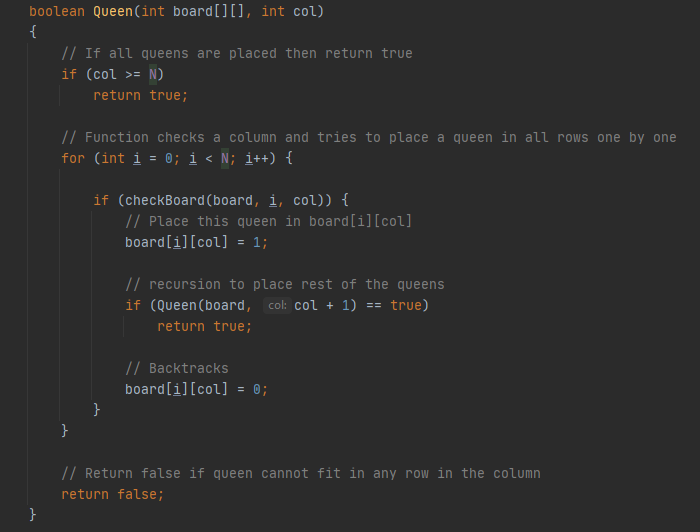 boolean Queen(int board[][], int col)
{
// If all queens are placed then return true
if (col >= N)
return true;
// Function checks a column and tries to place a queen in all rows one by one
for (int i = 0; i < N; i++) {
if (checkBoard(board, i, col)) {
// Place this queen in board[i][col]
board[i][col] = 1;
// recursion to place rest of the queens
if (Queen(board, col: col + 1) == true)
return true;
// Backtracks
board[i][col] = 0;
}
}
// Return false if queen cannot fit in any row in the column
return false;
}